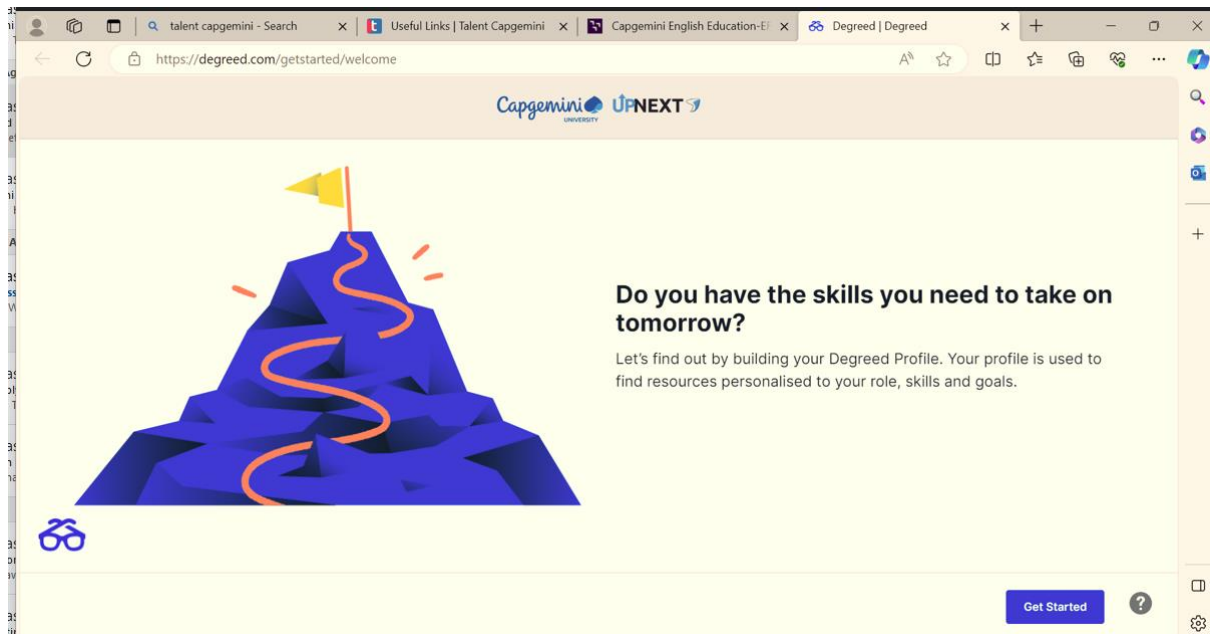 talent capgemini - Search
Useful Links | Talent Capgemini
Capgemini English Education-EF
Degreed | Degreed
https://degreed.com/getstarted/welcome
Capgemini UNIVERSITY UPNEXT
Do you have the skills you need to take on
tomorrow?
Let's find out by building your Degreed Profile. Your profile is used to
find resources personalised to your role, skills and goals.
Get Started